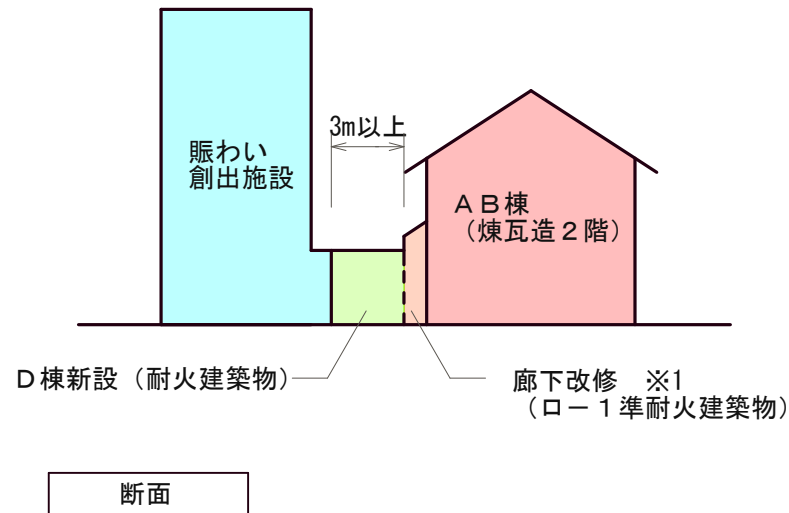 3m以上
賑わい
創出施設
ＡＢ棟
（煉瓦造２階）
Ｄ棟新設（耐火建築物）
廊下改修　※1
（ロー１準耐火建築物）
断面